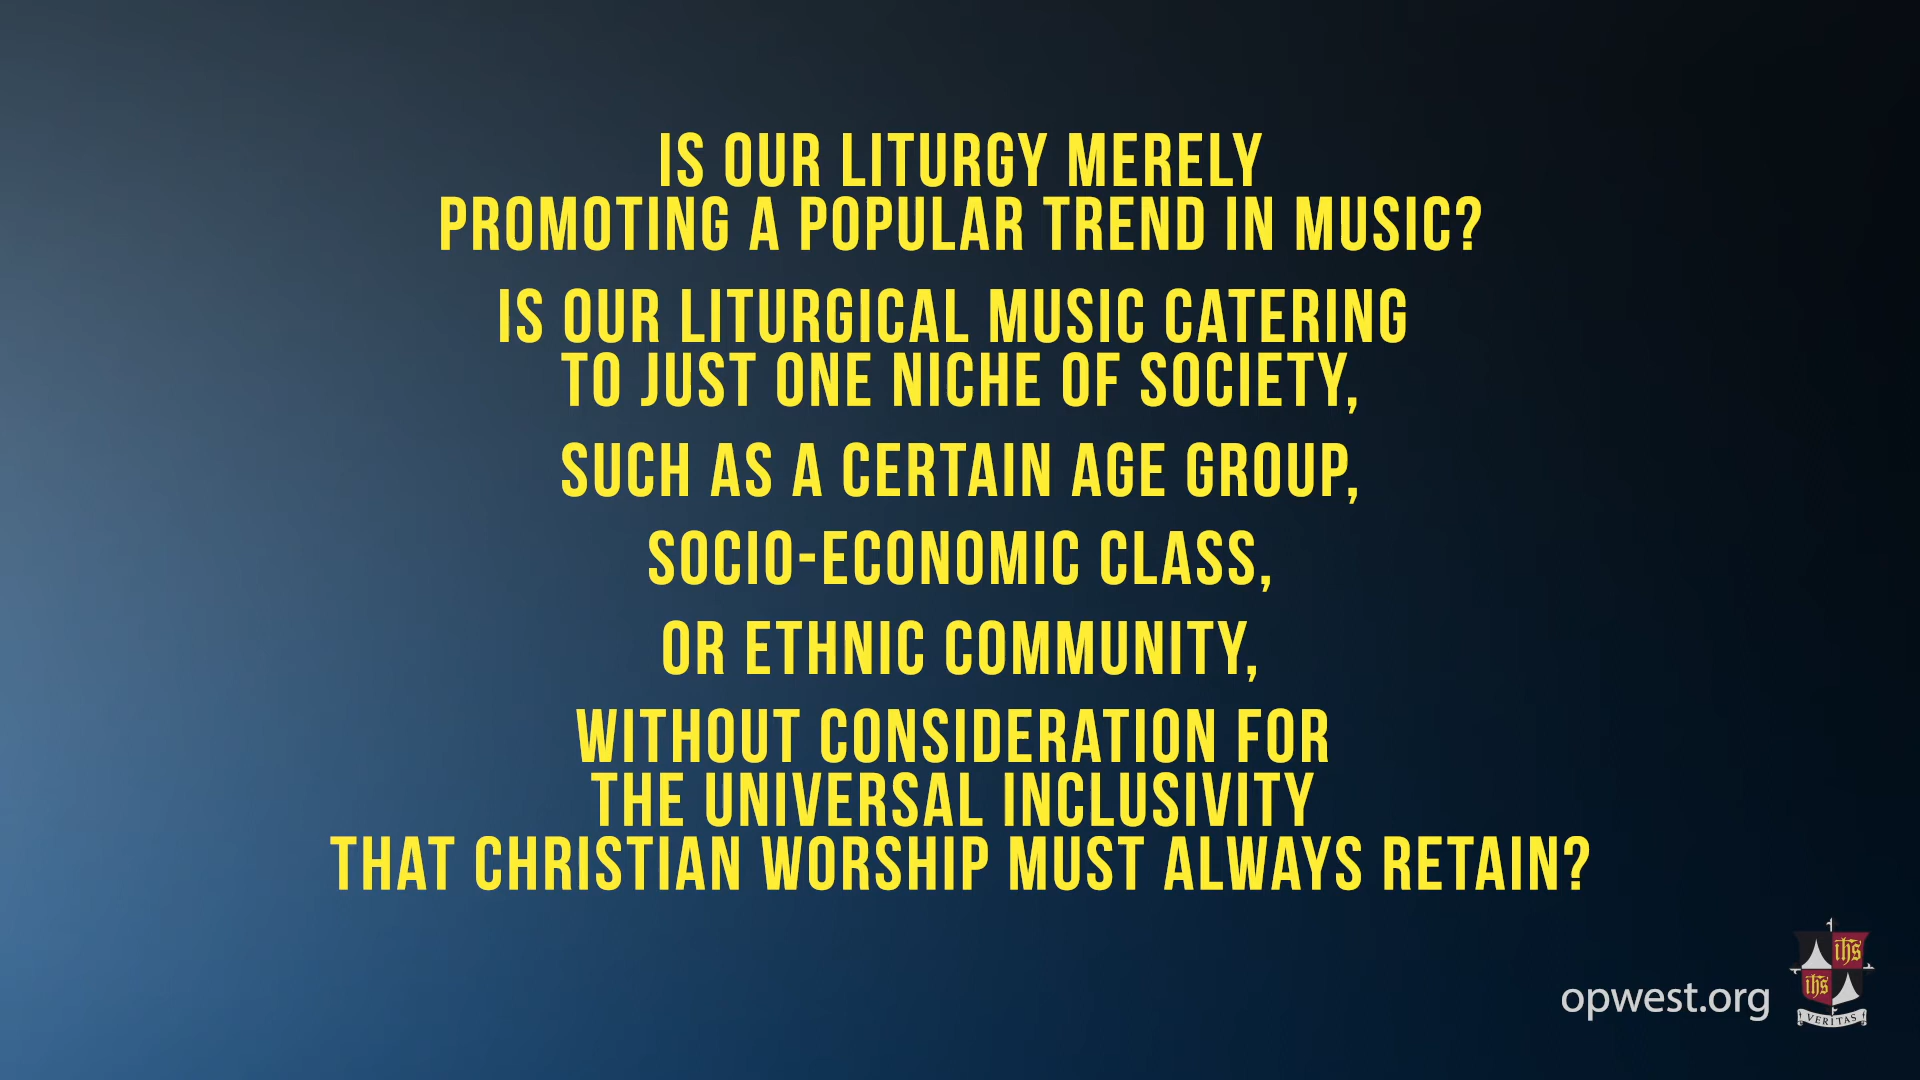 IS OUR LITURGY MERELY
PROMOTING A POPULAR TREND IN MUSIC?
IS OUR LITURGICAL MUSIC CATERING
TO JUST ONE NICHE OF SOCIETY,
SUCH AS A CERTAIN AGE GROUP,
SOCIO-ECONOMIC CLASS,
OR ETHNIC COMMUNITY,
WITHOUT CONSIDERATION FOR
THE UNIVERSAL INCLUSIVITY
THAT CHRISTIAN WORSHIP MUST ALWAYS RETAIN?
ihs
ihs
opwest.org
VERITAS